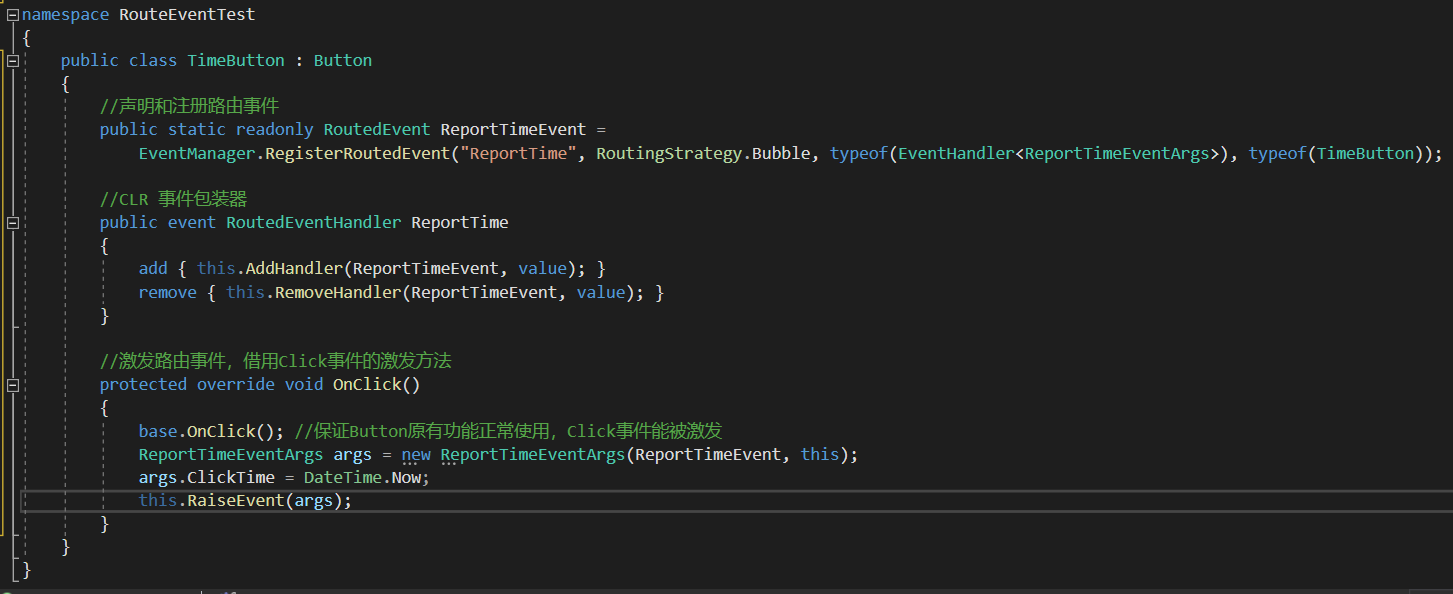 namespace RouteEventTest
{
    public class TimeButton : Button
    {
        //声明和注册路由事件
        public static readonly RoutedEvent ReportTimeEvent =
            EventManager.RegisterRoutedEvent("ReportTime", RoutingStrategy.Bubble, typeof(EventHandler<ReportTimeEventArgs>), typeof(TimeButton));
        //CLR 事件包装器
        public event RoutedEventHandler ReportTime
        {
            add { this.AddHandler(ReportTimeEvent, value); }
            remove { this.RemoveHandler(ReportTimeEvent, value); }
        }
        //激发路由事件，借用Click事件的激发方法
        protected override void OnClick()
        {
            base.OnClick(); //保证Button原有功能正常使用，Click事件能被激发
            ReportTimeEventArgs args = new ReportTimeEventArgs(ReportTimeEvent, this);
            args.ClickTime = DateTime.Now;
            this.RaiseEvent(args);
        }
    }
}